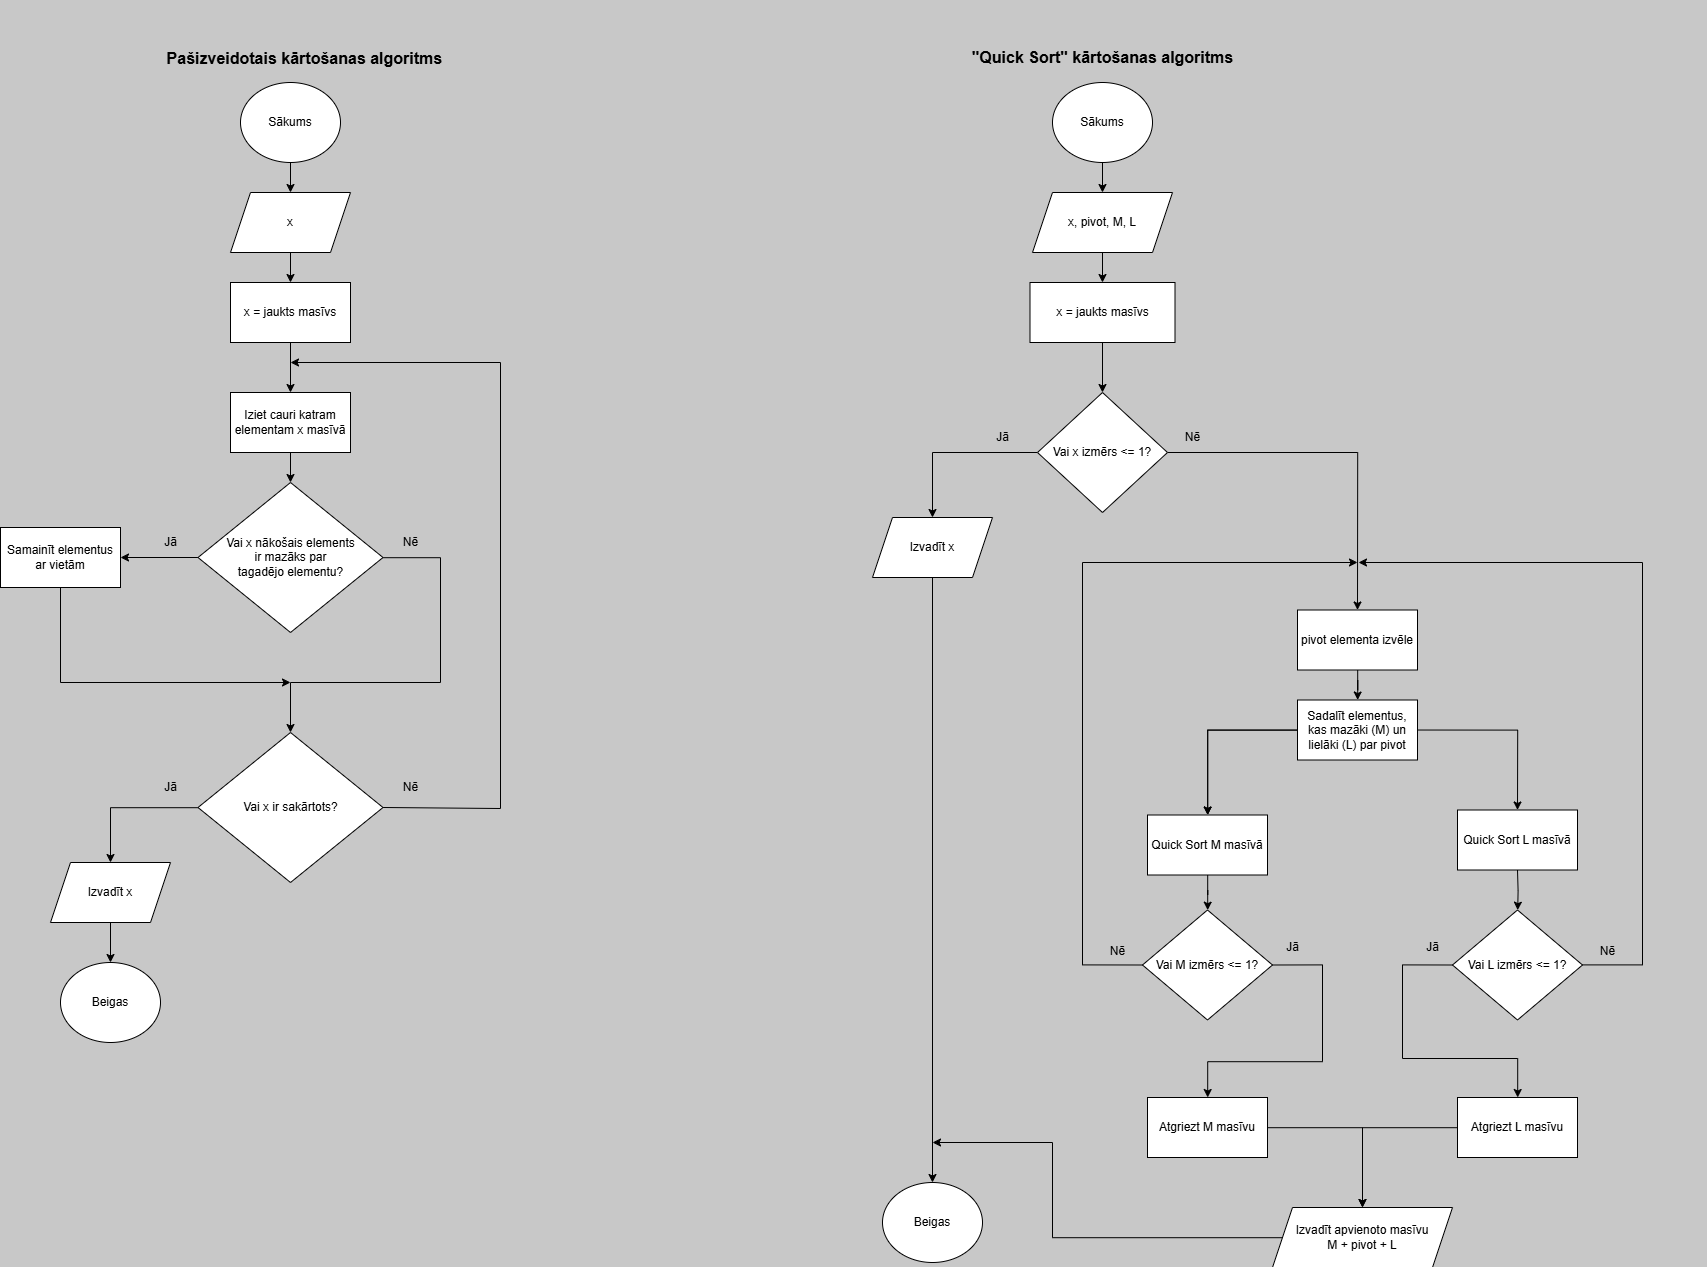 Pašizveidotais kārtošanas algoritms
Sākums
x
x = jaukts masīvs
Iziet cauri katram
elementam x masīvā
Vai x nākošais elements
ir mazāks par
tagadējo elementu?
Jā
Nē
Samainīt elementus
ar vietām
Vai x ir sakārtots?
Jā
Nē
Izvadīt x
Beigas
"Quick Sort" kārtošanas algoritms
Sākums
x, pivot, M, L
x = jaukts masīvs
Vai x izmērs <= 1?
Jā
Nē
Izvadīt x
pivot elementa izvēle
Sadalīt elementus,
kas mazāki (M) un
lielāki (L) par pivot
Quick Sort M masīvā
Quick Sort L masīvā
Nē
Vai M izmērs <= 1?
Jā
Jā
Vai L izmērs <= 1?
Nē
Atgriezt M masīvu
Atgriezt L masīvu
Izvadīt apvienoto masīvu
M + pivot + L
Beigas